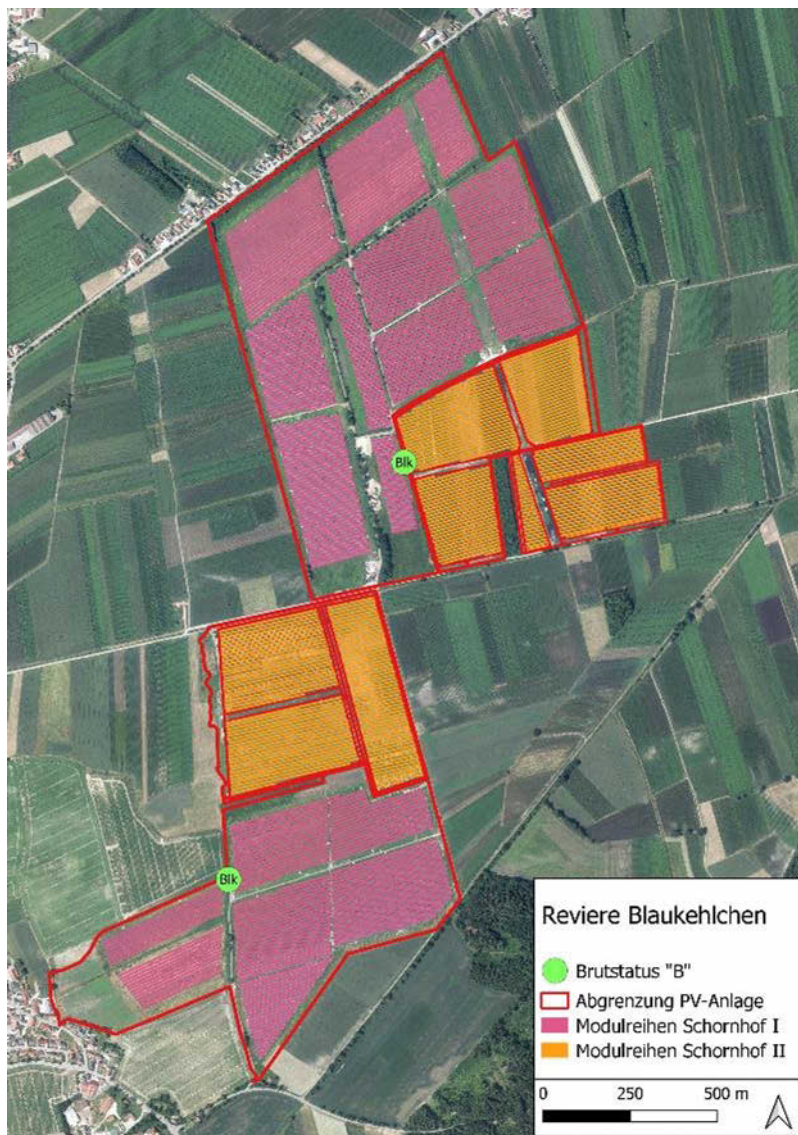 Blk
Blk
Reviere Blaukehlchen
Brutstatus "B"
Abgrenzung PV-Anlage
Modulreihen Schornhof I
Modulreihen Schornhof II
0 250 500 m